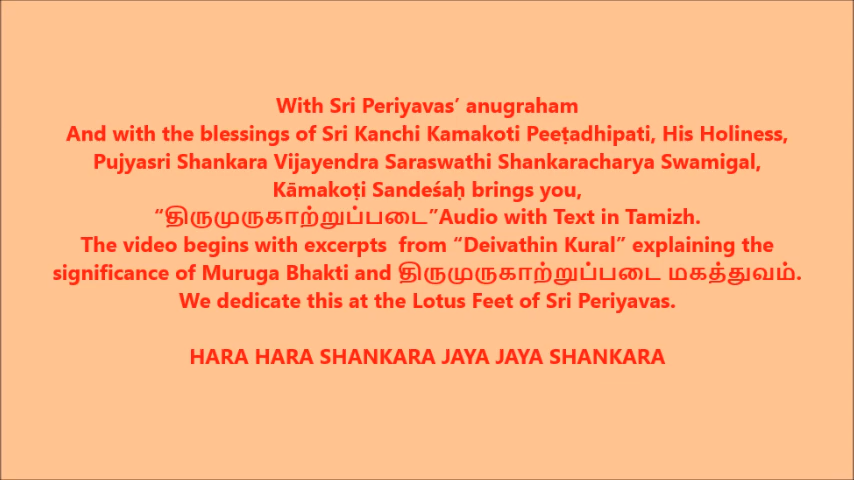 With Sri Periyavas’ anugraham
And with the blessings of Sri Kanchi Kamakoti Peeṭadhipati, His Holiness,
Pujyasri Shankara Vijayendra Saraswathi Shankaracharya Swamigal,
Kāmakoṭi Sandeśaḥ brings you,
“திருமுருகாற்றுப்படை”Audio with Text in Tamizh.
The video begins with excerpts  from “Deivathin Kural” explaining the
significance of Muruga Bhakti and திருமுருகாற்றுப்படை மகத்துவம்.
We dedicate this at the Lotus Feet of Sri Periyavas.
HARA HARA SHANKARA JAYA JAYA SHANKARA